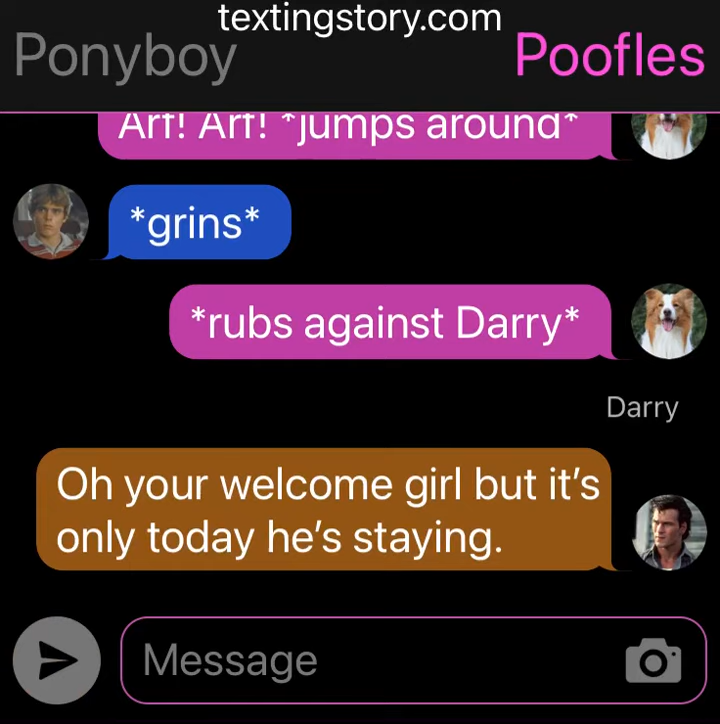 textingstory.com
Ponyboy
Poofles
Arf! Arf! *jumps around*
*grins*
*rubs against Darry*
Darry
Oh your welcome girl but it's
only today he's staying.
Message